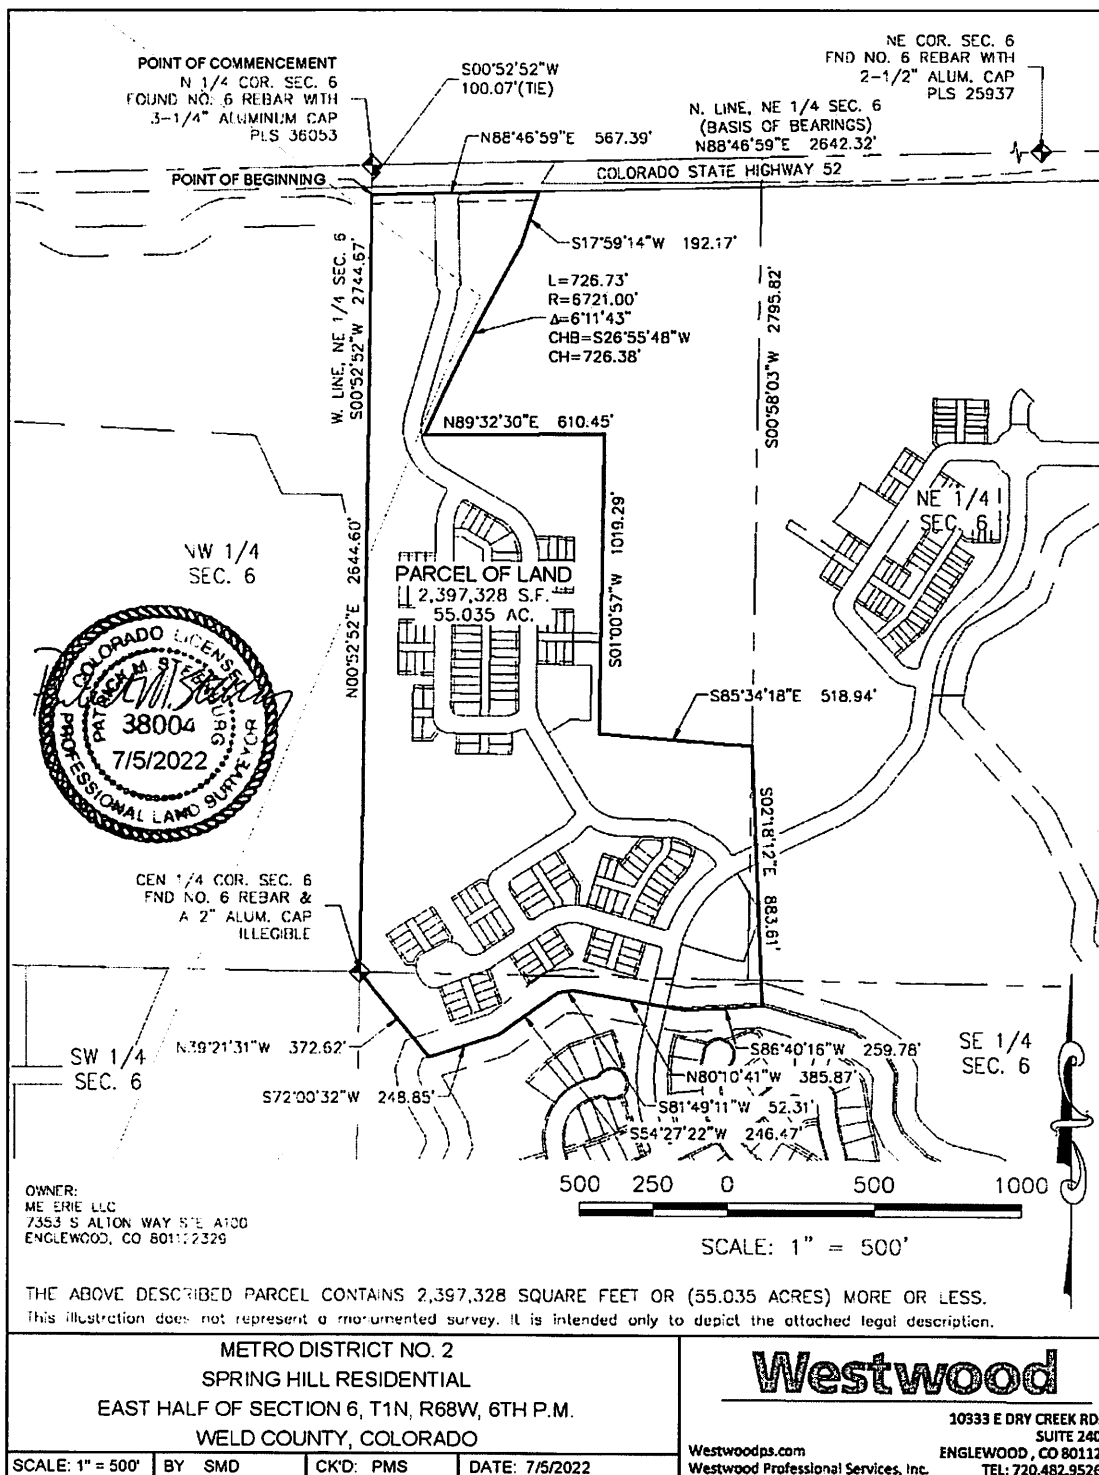 POINT OF COMMENCEMENT
N 1/4 COR. SEC. 6
FOUND NO. 6 REBAR WITH
3-1/4" ALUMINUM CAP
PLS 36053
S00°52'52"W
100.07'(TIE)
NE COR. SEC. 6
FND NO. 6 REBAR WITH
2-1/2" ALUM. CAP
PLS 25937
N. LINE, NE 1/4 SEC. 6
(BASIS OF BEARINGS)
N88°46'59"E 2642.32'
N88°46'59"E 567.39'
COLORADO STATE HIGHWAY 52
POINT OF BEGINNING
S17°59'14"W 192.17'
W. LINE, NE 1/4 SEC. 6
S00°52'52"W 2744.67'
L=726.73'
R=6721.00'
Δ=6°11'43"
CHB=S26°55'48"W
CH=726.38'
S00°58'03"W 2795.82'
N89°32'30"E 610.45'
NE 1/4
SEC. 6
NW 1/4
SEC. 6
N00°52'52"E 2644.60'
PARCEL OF LAND
2,397,328 S.F.
55.035 AC.
S01°00'57"W 1019.29'
COLORADO LICENSED
PATRICK M. STEENBURG
38004
7/5/2022
PROFESSIONAL LAND SURVEYOR
S85°34'18"E 518.94'
S02°18'12"E 883.61'
CEN 1/4 COR. SEC. 6
FND NO. 6 REBAR &
A 2" ALUM. CAP
ILLEGIBLE
SW 1/4
SEC. 6
N39°21'31"W 372.62'
S72°00'32"W 248.85'
S86°40'16"W 259.78'
N80°10'41"W 385.87'
S81°49'11"W 52.31'
S54°27'22"W 246.47'
SE 1/4
SEC. 6
OWNER:
ME ERIE LLC
7353 S ALTON WAY STE A100
ENGLEWOOD, CO 801122329
500 250 0 500 1000
SCALE: 1" = 500'
THE ABOVE DESCRIBED PARCEL CONTAINS 2,397,328 SQUARE FEET OR (55.035 ACRES) MORE OR LESS.
This illustration does not represent a monumented survey. It is intended only to depict the attached legal description.
METRO DISTRICT NO. 2
SPRING HILL RESIDENTIAL
EAST HALF OF SECTION 6, T1N, R68W, 6TH P.M.
WELD COUNTY, COLORADO
SCALE: 1" = 500' BY SMD CK'D: PMS DATE: 7/5/2022
Westwood
10333 E DRY CREEK RD.
SUITE 240
Westwoodps.com ENGLEWOOD, CO 80112
Westwood Professional Services, Inc. TEL: 720.482.9526